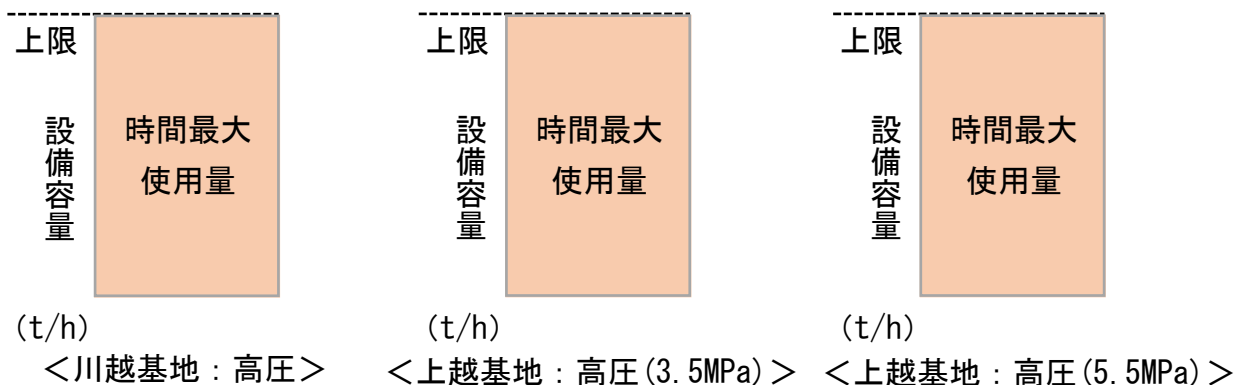 上限
設備容量
時間最大
使用量
(t/h)
＜川越基地：高圧＞
上限
設備容量
時間最大
使用量
(t/h)
＜上越基地：高圧(3.5MPa)＞
上限
設備容量
時間最大
使用量
(t/h)
＜上越基地：高圧(5.5MPa)＞